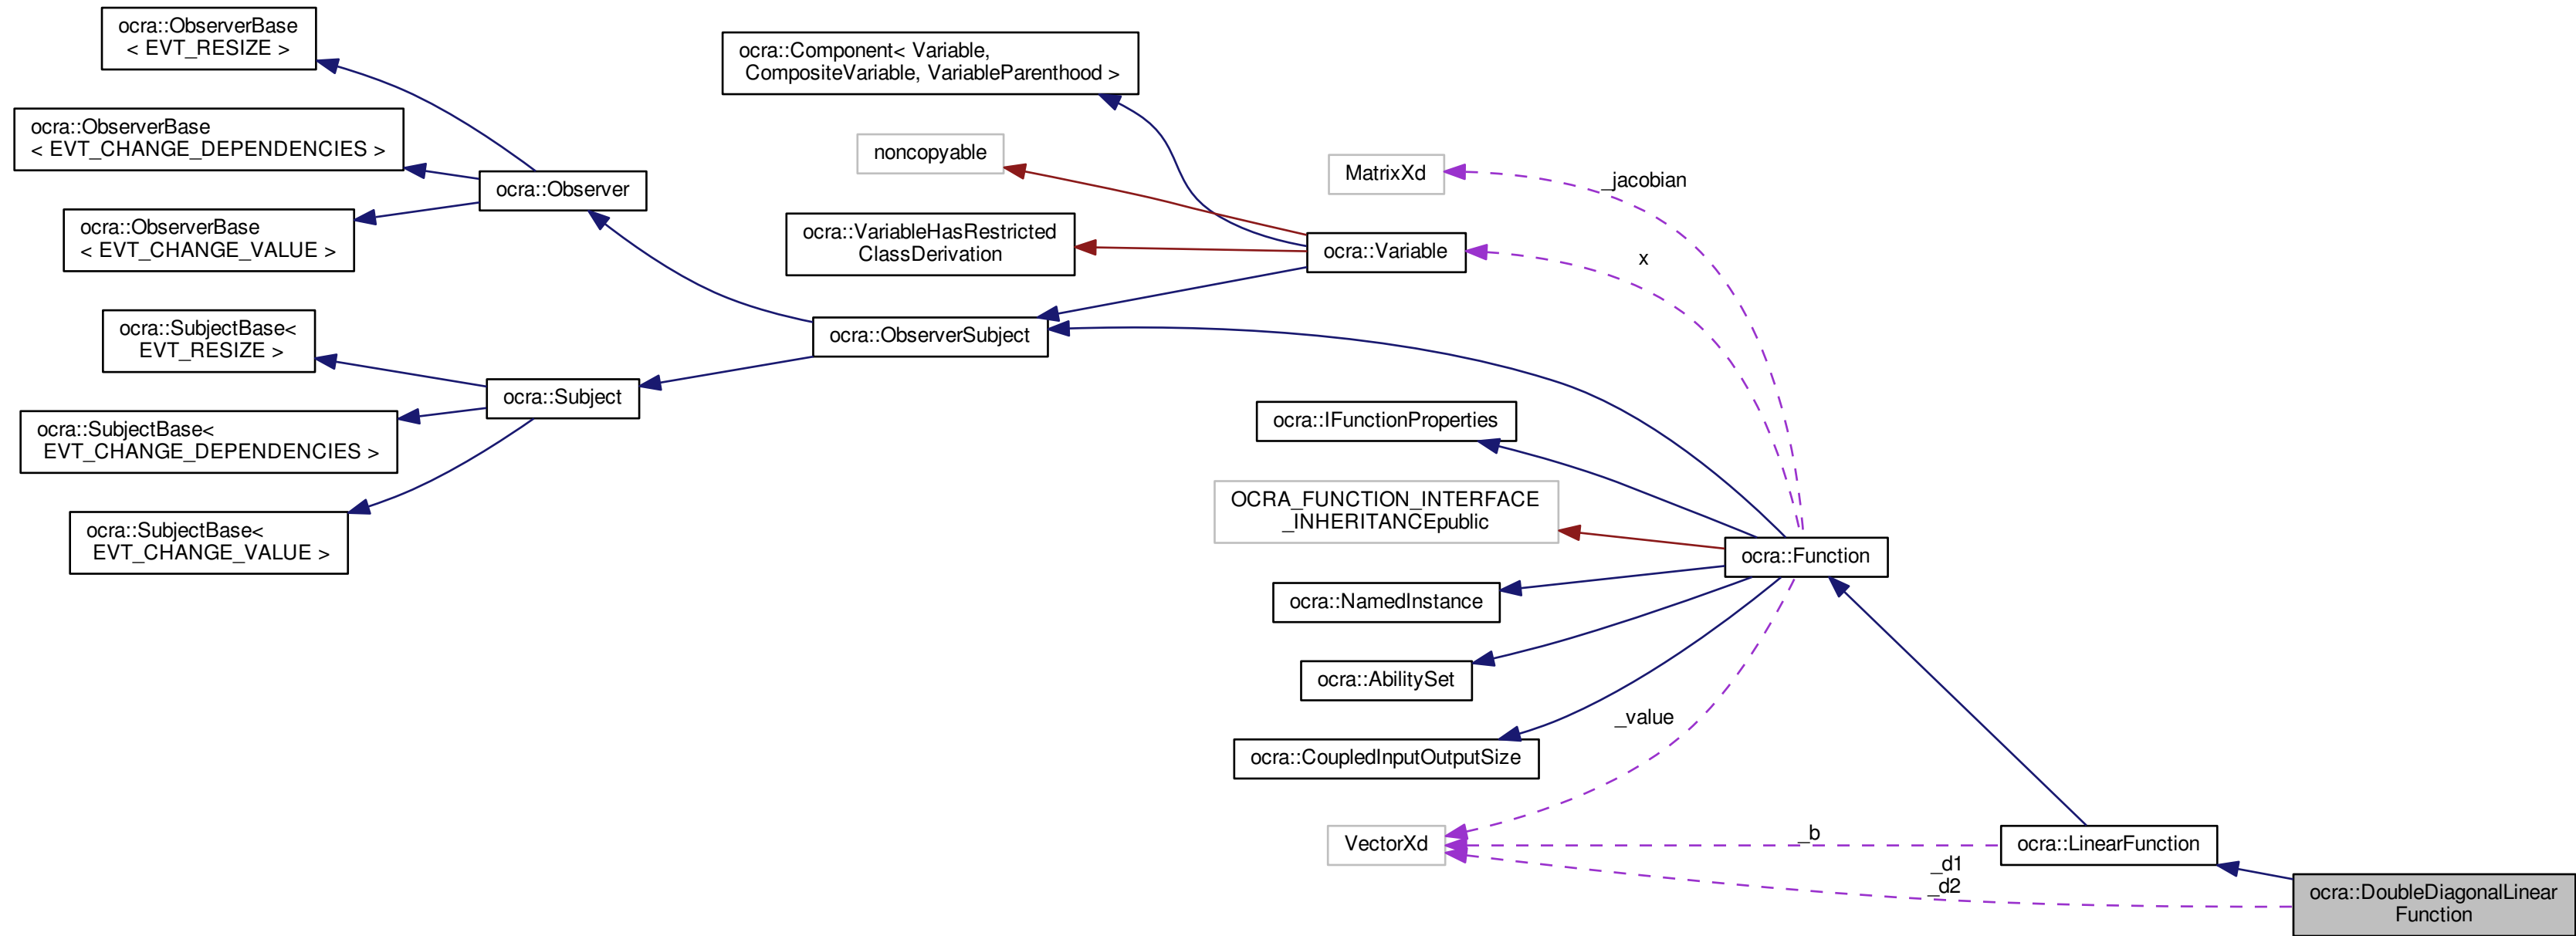 ocra::ObserverBase
< EVT_RESIZE >
ocra::ObserverBase
< EVT_CHANGE_DEPENDENCIES >
ocra::ObserverBase
< EVT_CHANGE_VALUE >
ocra::SubjectBase<
EVT_RESIZE >
ocra::SubjectBase<
EVT_CHANGE_DEPENDENCIES >
ocra::SubjectBase<
EVT_CHANGE_VALUE >
ocra::Observer
ocra::Subject
ocra::Component< Variable,
CompositeVariable, VariableParenthood >
noncopyable
ocra::VariableHasRestricted
ClassDerivation
ocra::ObserverSubject
MatrixXd
ocra::Variable
ocra::IFunctionProperties
OCRA_FUNCTION_INTERFACE
_INHERITANCEpublic
ocra::NamedInstance
ocra::AbilitySet
ocra::CoupledInputOutputSize
VectorXd
_jacobian
x
ocra::Function
_value
_b
_d1
_d2
ocra::LinearFunction
ocra::DoubleDiagonalLinear
Function